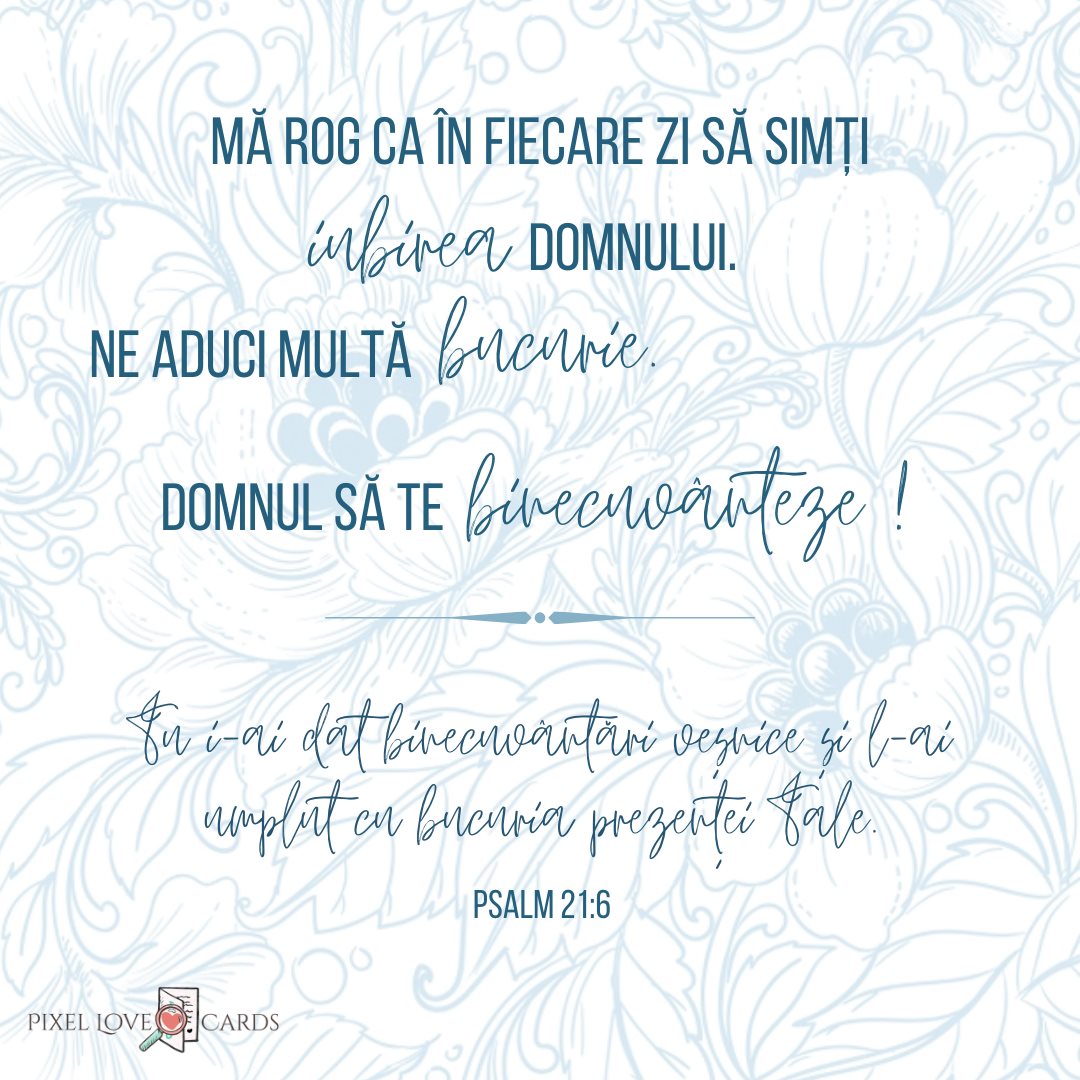 MĂ ROG CA ÎN FIECARE ZI SĂ SIMȚI
iubirea DOMNULUI.
NE ADUCI MULTĂ bucurie.
DOMNUL SĂ TE binecuvânteze !
Tu i-ai dat binecuvântări veșnice și l-ai
umplut cu bucuria prezenței Tale.
PSALM 21:6
PIXEL LOVE CARDS